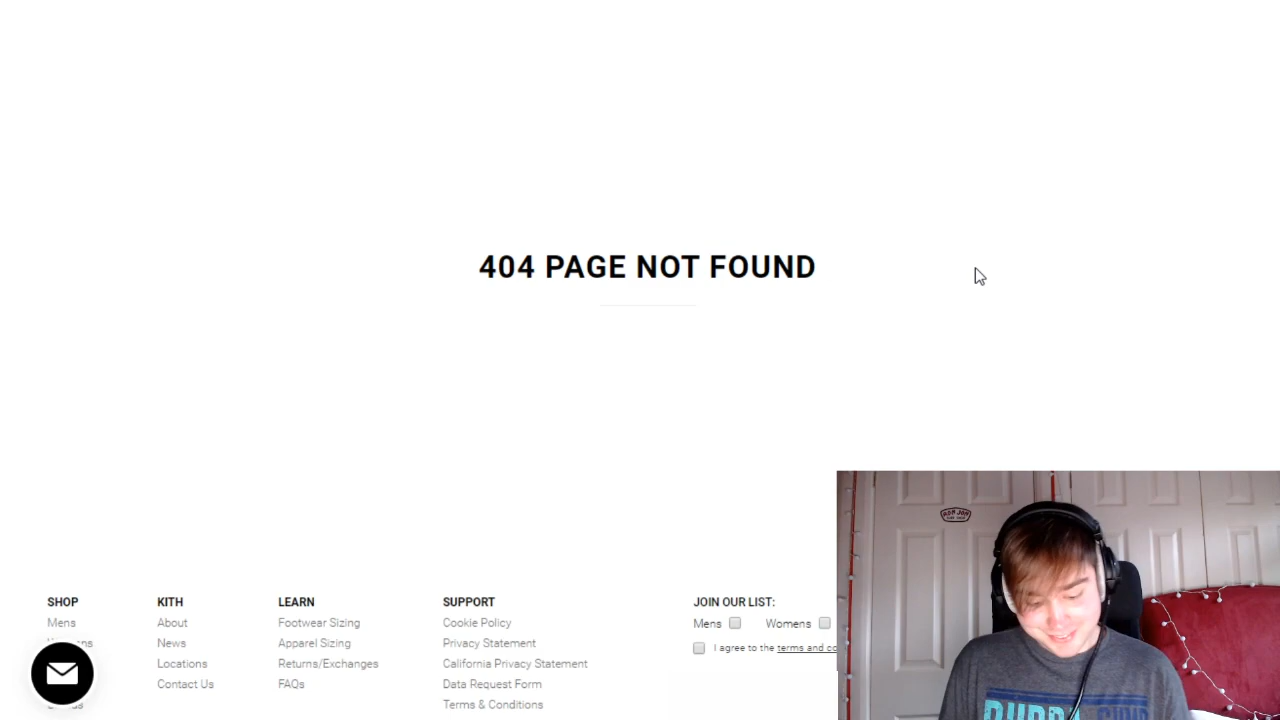 404 PAGE NOT FOUND
SHOP
Mens
KITH
About
News
Locations
Contact Us
LEARN
Footwear Sizing
Apparel Sizing
Returns/Exchanges
FAQs
SUPPORT
Cookie Policy
Privacy Statement
California Privacy Statement
Data Request Form
Terms & Conditions
JOIN OUR LIST:
Mens Womens
I agree to the terms and
RON JON